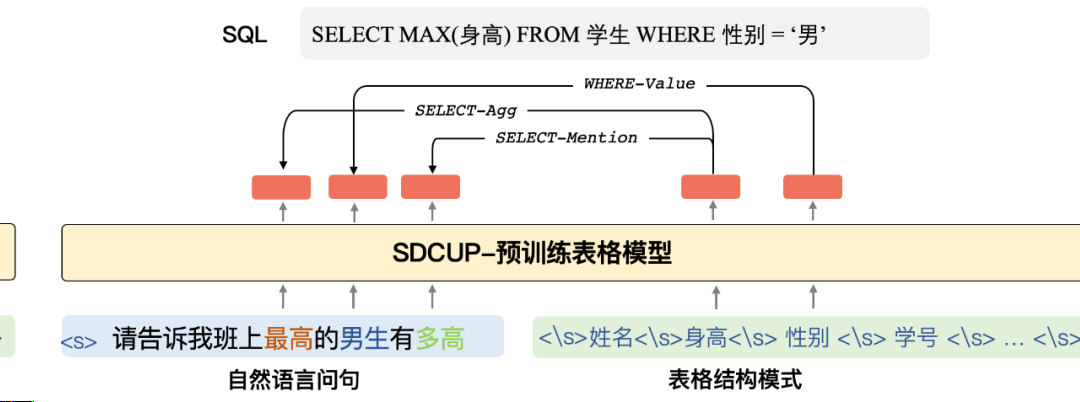 SQL SELECT MAX(身高) FROM 学生 WHERE 性别 = ‘男’
WHERE-Value
SELECT-Agg
SELECT-Mention
SDCUP-预训练表格模型
<s> 请告诉我班上最高的男生有多高
<\s>姓名<\s>身高<\s> 性别 <\s> 学号 <\s> ... <\s>
自然语言问句
表格结构模式